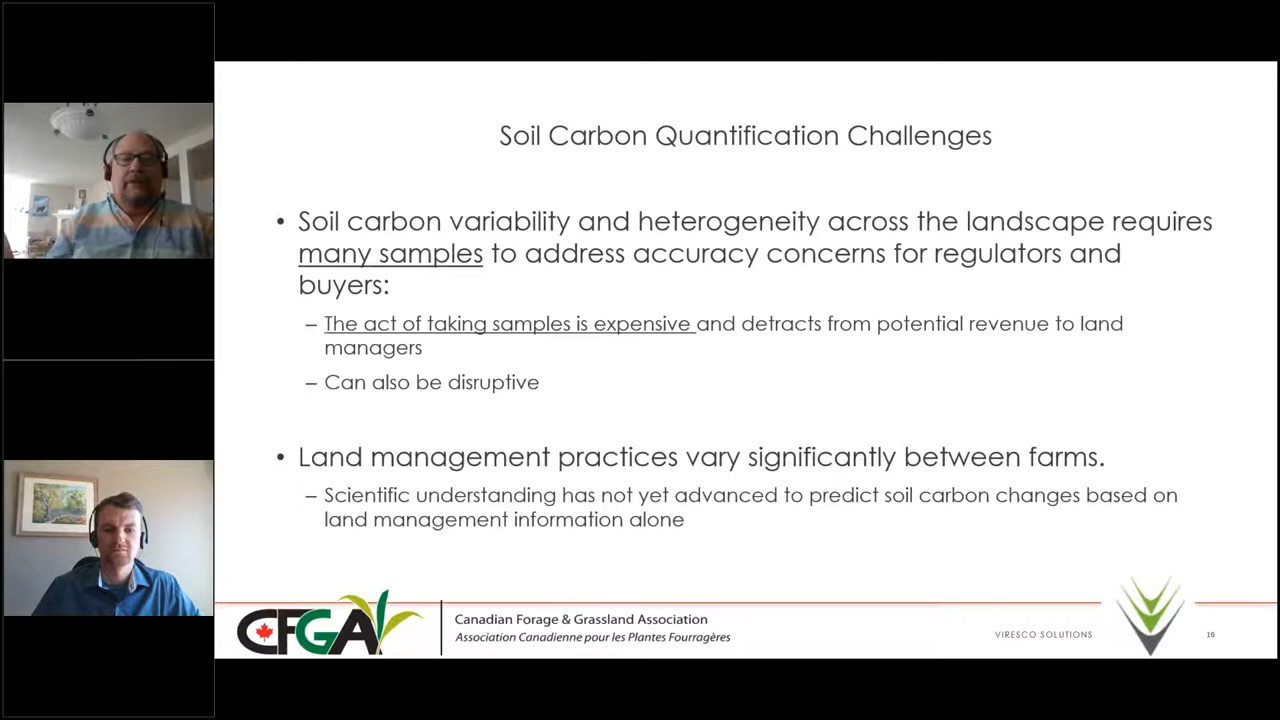 Soil Carbon Quantification Challenges
• Soil carbon variability and heterogeneity across the landscape requires
many samples to address accuracy concerns for regulators and
buyers:
– The act of taking samples is expensive and detracts from potential revenue to land
managers
– Can also be disruptive
• Land management practices vary significantly between farms.
– Scientific understanding has not yet advanced to predict soil carbon changes based on
land management information alone
CFGA
Canadian Forage & Grassland Association
Association Canadienne pour les Plantes Fourragères
VIRESCO SOLUTIONS
16